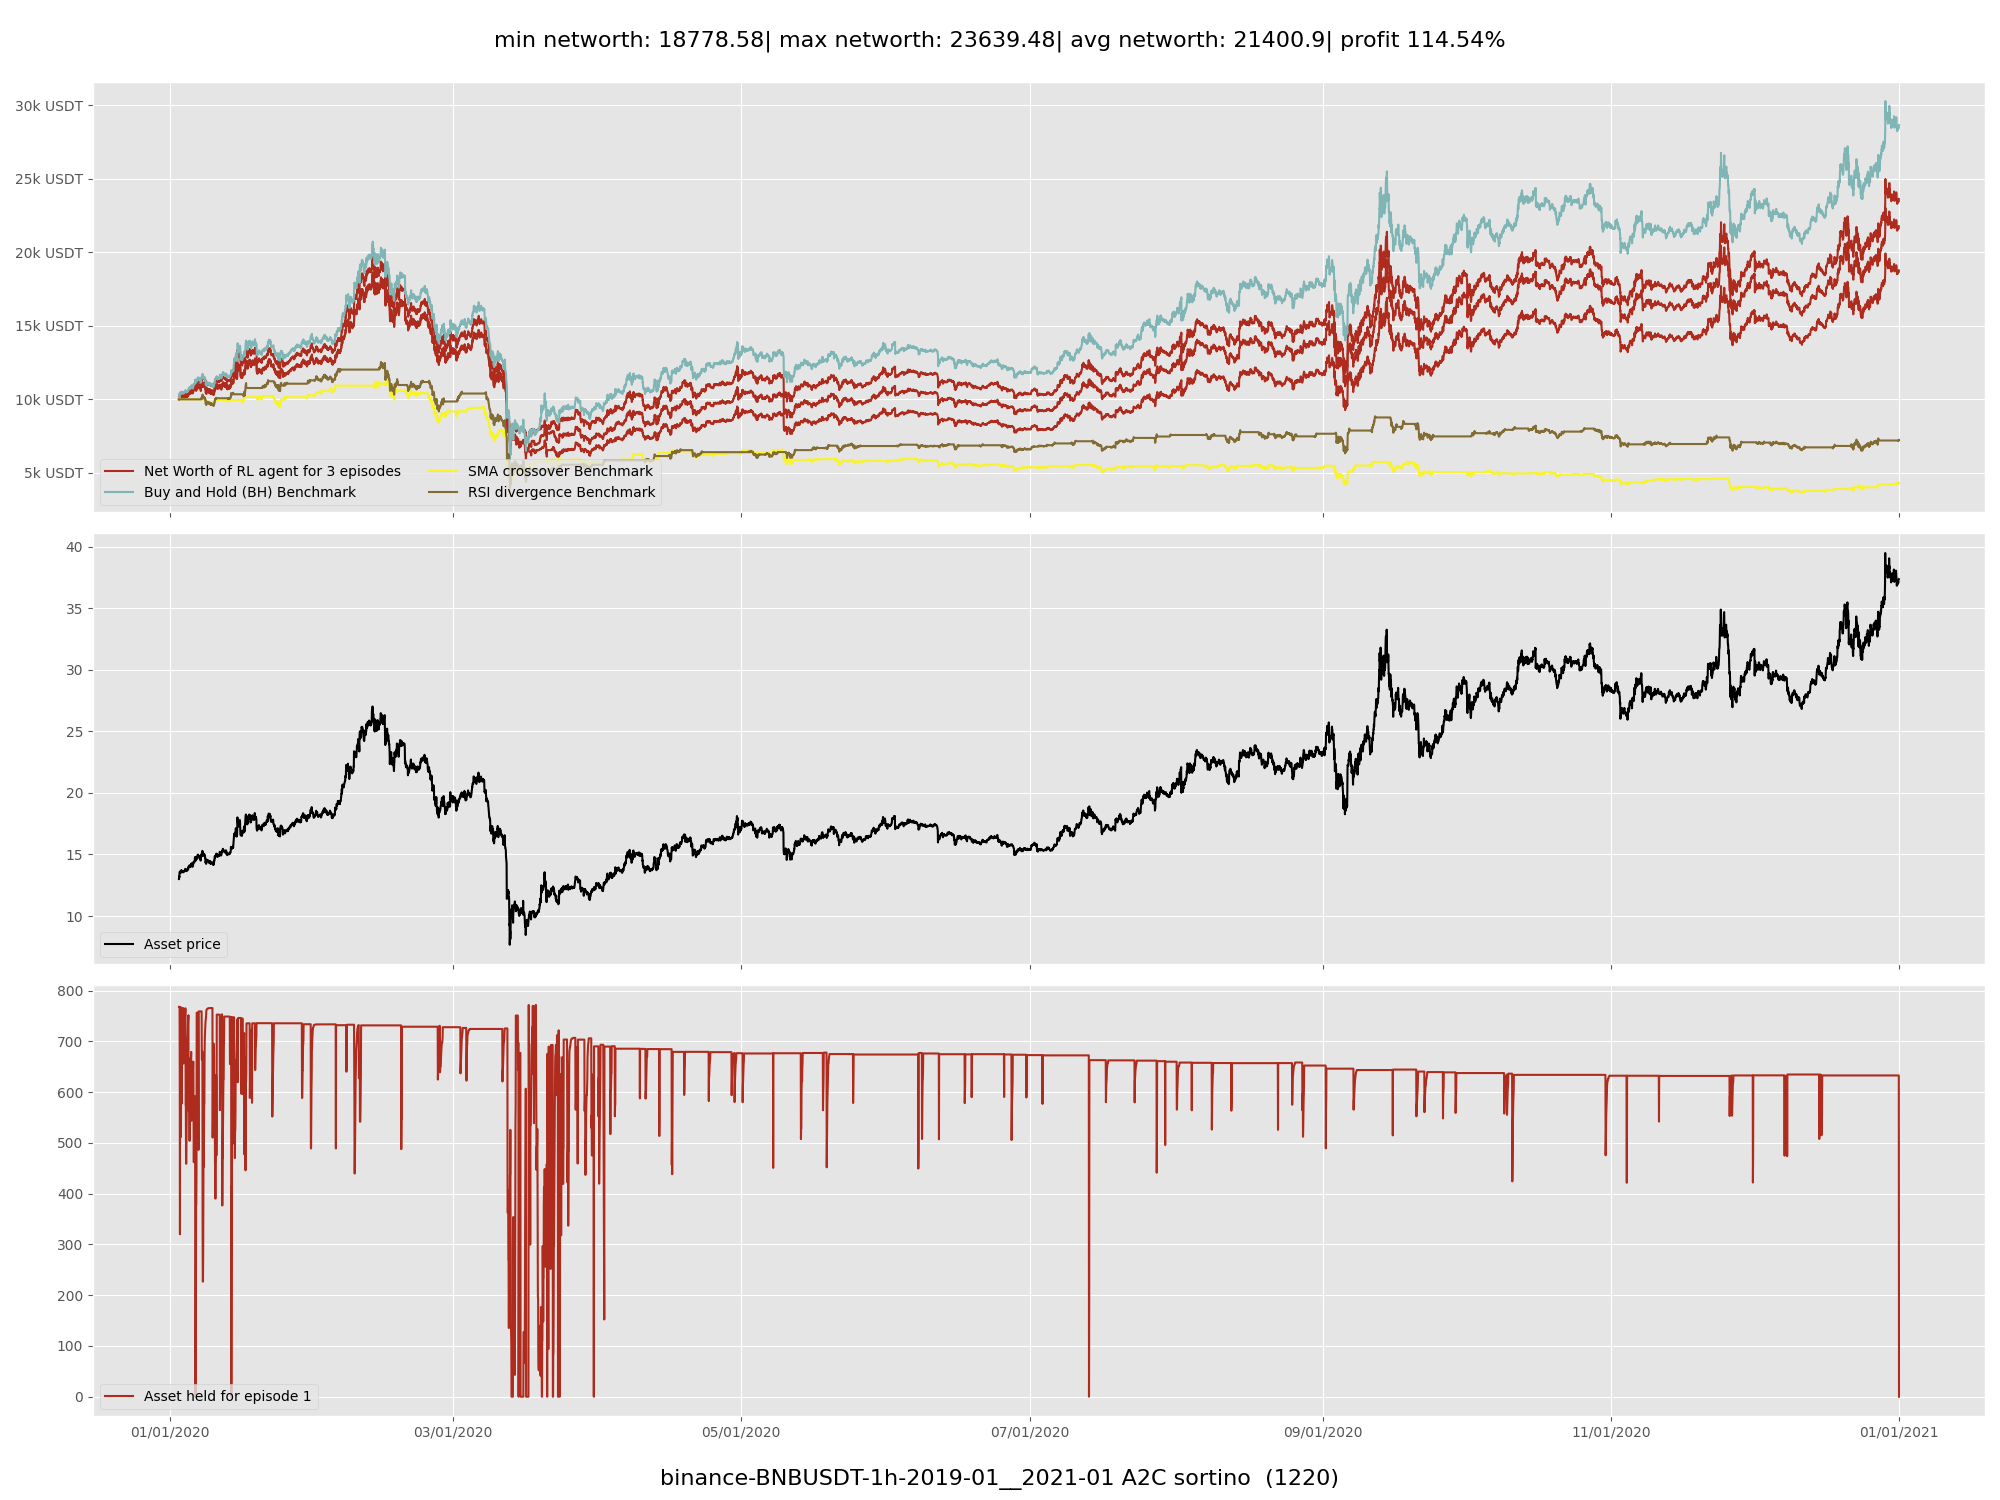 min networth: 18778.58| max networth: 23639.48| avg networth: 21400.9| profit 114.54%
30k USDT
25k USDT
20k USDT
15k USDT
10k USDT
5k USDT
Net Worth of RL agent for 3 episodes
Buy and Hold (BH) Benchmark
SMA crossover Benchmark
RSI divergence Benchmark
40
35
30
25
20
15
10
Asset price
800
700
600
500
400
300
200
100
0
Asset held for episode 1
01/01/2020 03/01/2020 05/01/2020 07/01/2020 09/01/2020 11/01/2020 01/01/2021
binance-BNBUSDT-1h-2019-01__2021-01 A2C sortino (1220)